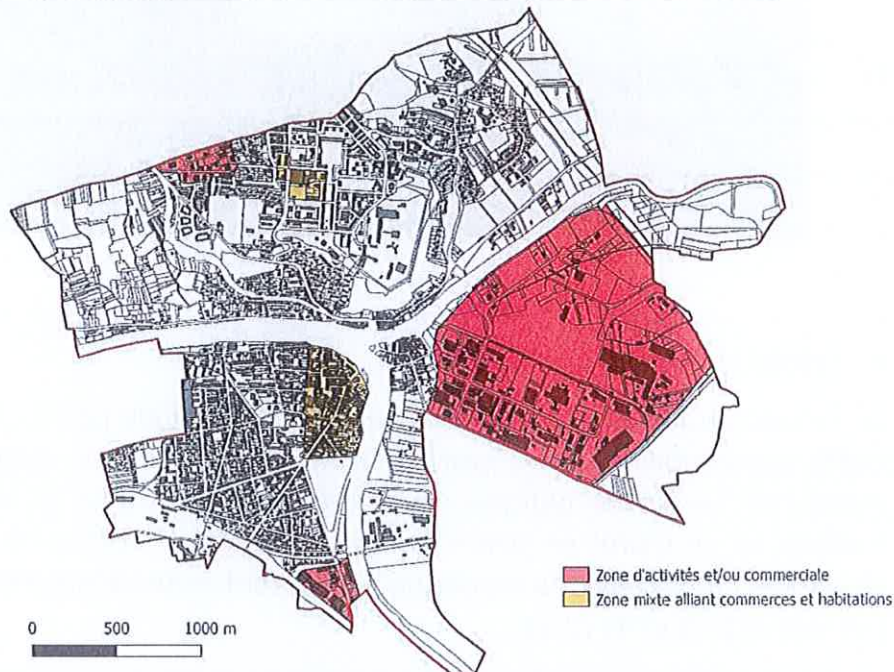 Zone d'activités et/ou commerciale
Zone mixte alliant commerces et habitations
0 500 1000 m